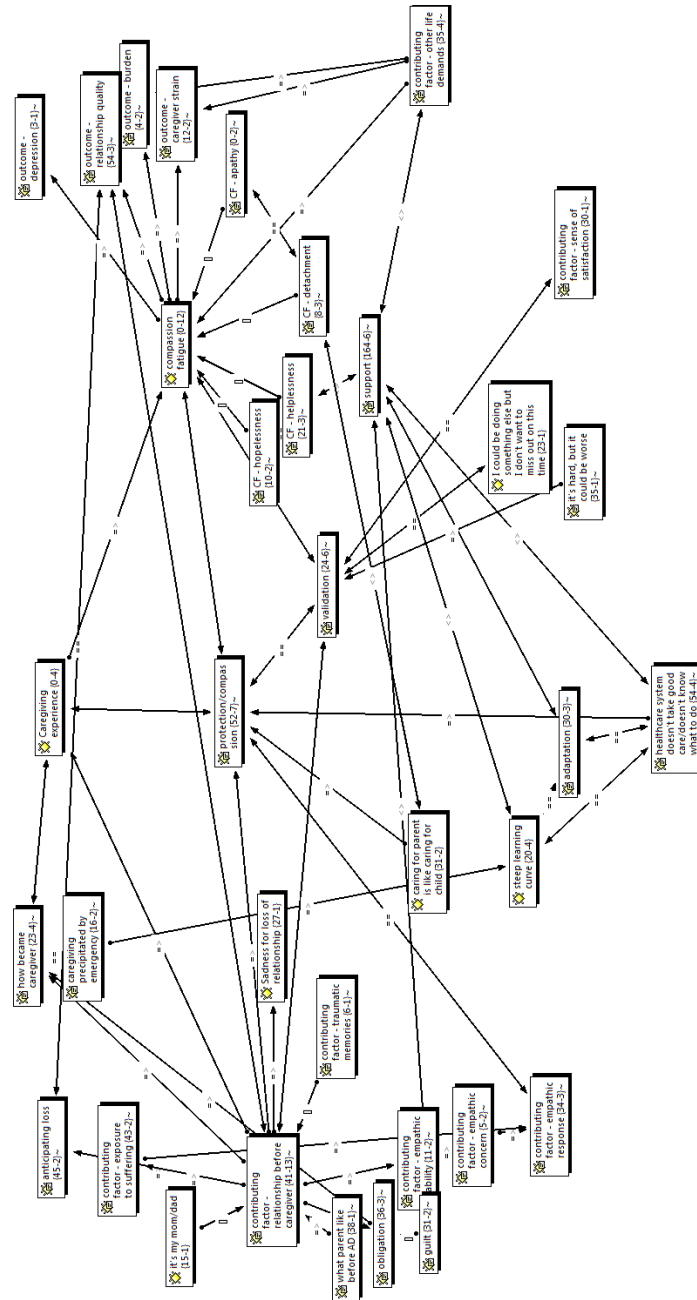 anticipating loss
{45-2}~
how became
caregiver {23-4}~
outcome -
depression {3-1}~
Caregiving
experience {0-4}~
contributing
factor - exposure
to suffering {43-2}~
caregiving
precipitated by
emergency {16-2}~
outcome -
relationship quality
{54-3}~
outcome - burden
{4-2}~
it's my mom/dad
{15-1}
outcome -
caregiver strain
{12-2}~
compassion
fatigue {0-12}
contributing
factor -
relationship before
caregiver {41-13}~
protection/compas
sion {52-7}~
CF - apathy {0-2}~
Sadness for loss of
relationship {27-1}
CF - hopelessness
{10-2}~
CF - helplessness
{21-3}~
CF - detachment
{8-3}~
contributing
factor - traumatic
memories {6-1}~
validation {24-6}~
what parent like
before AD {38-1}~
obligation {36-3}~
support {164-6}~
contributing
factor - empathic
ability {11-2}~
guilt {31-2}~
caring for parent
is like caring for
child {31-2}
contributing
factor - other life
demands {35-4}~
contributing
factor - empathic
concern {5-2}~
steep learning
curve {20-4}~
I could be doing
something else but
I don't want to
miss out on this
time {23-1}
contributing
factor - empathic
response {34-3}~
adaptation {30-3}~
it's hard, but it
could be worse
{35-1}~
contributing
factor - sense of
satisfaction {30-1}~
healthcare system
doesn't take good
care/doesn't know
what to do {54-4}~